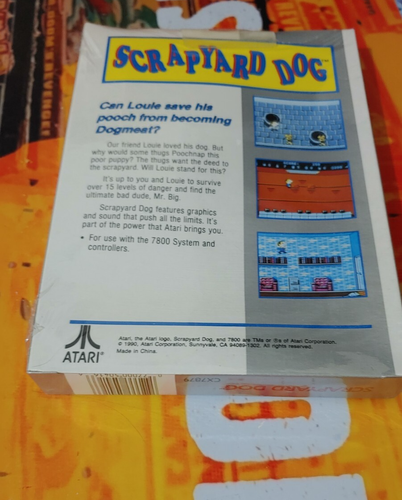 SCRAPYARD DOG™
Can Louie save his
pooch from becoming
Dogmeat?
Our friend Louie loved his dog. But
why would some thugs Poochnap this
poor puppy? The thugs want the deed to
the scrapyard. Will Louie stand for this?
It's up to you and Louie to survive
over 15 levels of danger and find the
ultimate bad dude, Mr. Big.
Scrapyard Dog features graphics
and sound that push all the limits. It's
part of the power that Atari brings you.
• For use with the 7800 System and
controllers.
ATARI®
Atari, the Atari logo, Scrapyard Dog, and 7800 are TMs or ®s of Atari Corporation.
© 1990, Atari Corporation, Sunnyvale, CA 94089-1302. All rights reserved.
Made in China.
CX7879
SCRAPYARD DOG